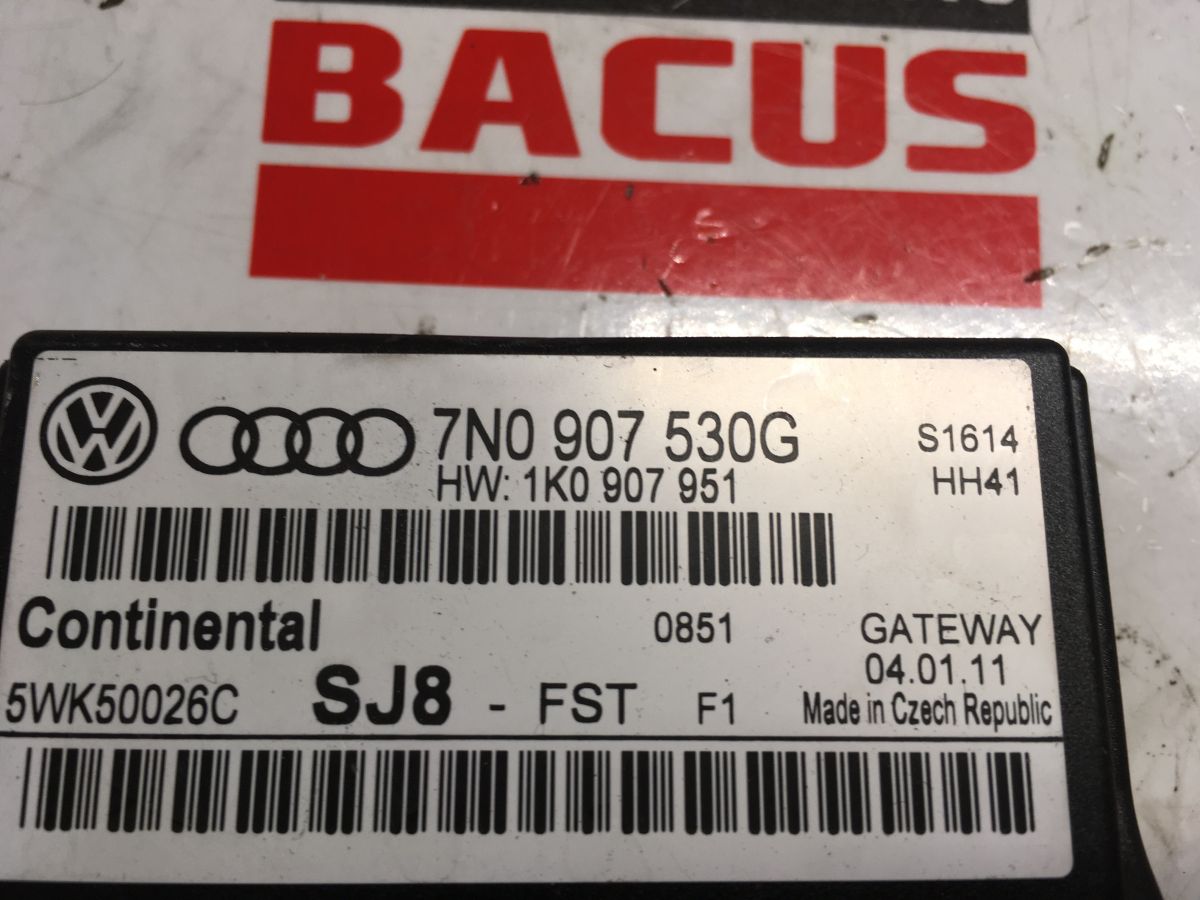 BACUS
7N0 907 530G
S1614
HW: 1K0 907 951
HH41
Continental
0851
GATEWAY
04.01.11
5WK50026C
SJ8 - FST
F1
Made in Czech Republic